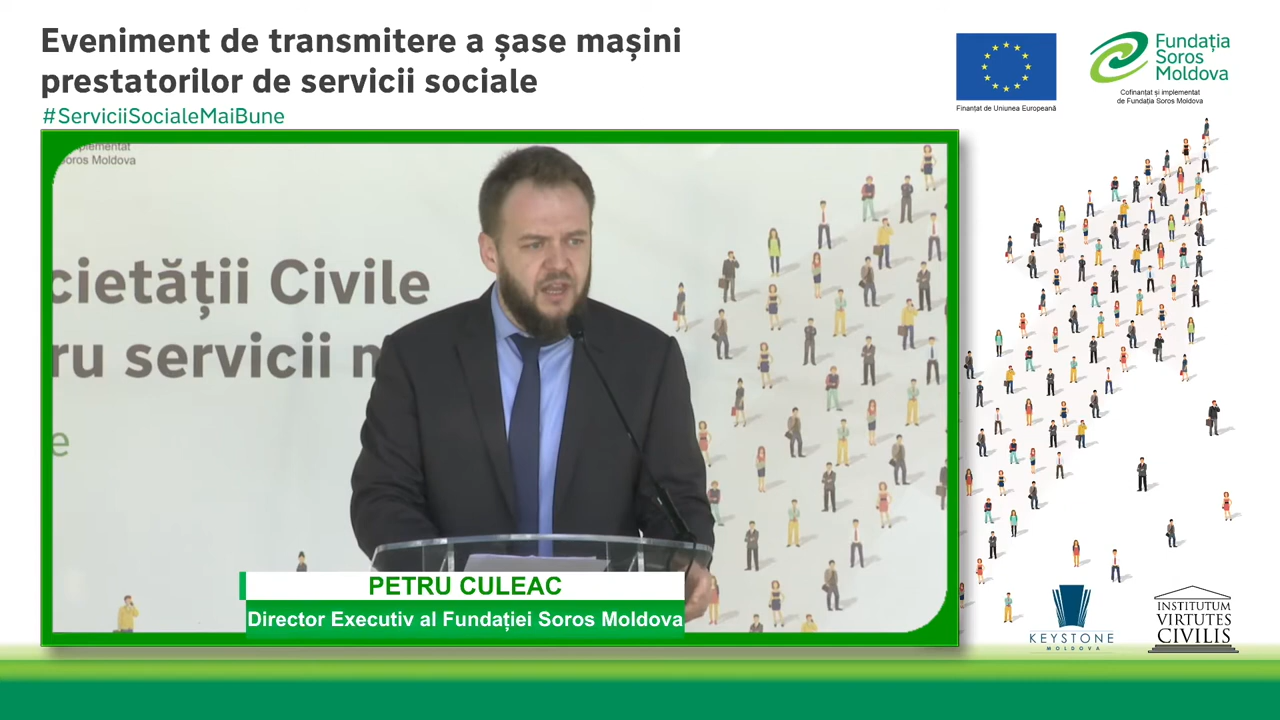 Eveniment de transmitere a șase mașini
prestatorilor de servicii sociale
#ServiciiSocialeMaiBune
Finanțat de Uniunea Europeană
Fundația
Soros
Moldova
Cofinanțat și implementat
de Fundația Soros Moldova
Soros Moldova
cietății Civile
ru servicii
e
PETRU CULEAC
Director Executiv al Fundației Soros Moldova
KEYSTONE
MOLDOVA
INSTITUTUM
VIRTUTES
CIVILIS